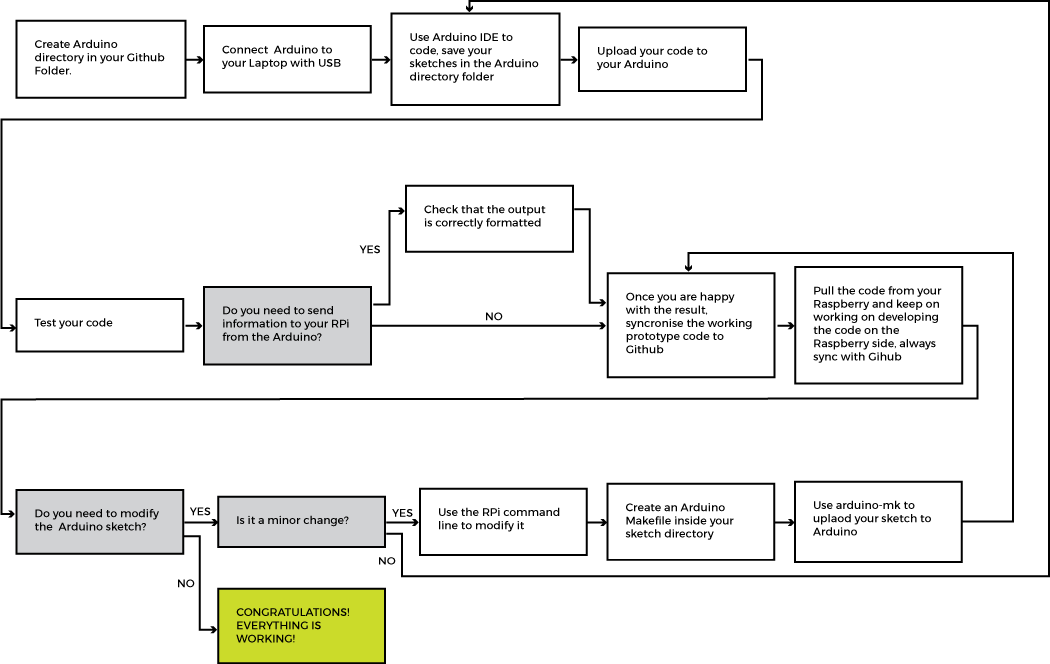 Create Arduino
directory in your Github
Folder.
Connect  Arduino to
your Laptop with USB
Use Arduino IDE to
code, save your
sketches in the Arduino
directory folder
Upload your code to
your Arduino
Test your code
Do you need to send
information to your RPi
from the Arduino?
YES
Check that the output
is correctly formatted
NO
Once you are happy
with the result,
syncronise the working
prototype code to
Github
Pull the code from your
Raspberry and keep on
working on developing
the code on the
Raspberry side, always
sync with Gihub
Do you need to modify
the  Arduino sketch?
YES
Is it a minor change?
YES
Use the RPi command
line to modify it
Create an Arduino
Makefile inside your
sketch directory
Use arduino-mk to
uplaod your sketch to
Arduino
NO
NO
CONGRATULATIONS!
EVERYTHING IS
WORKING!